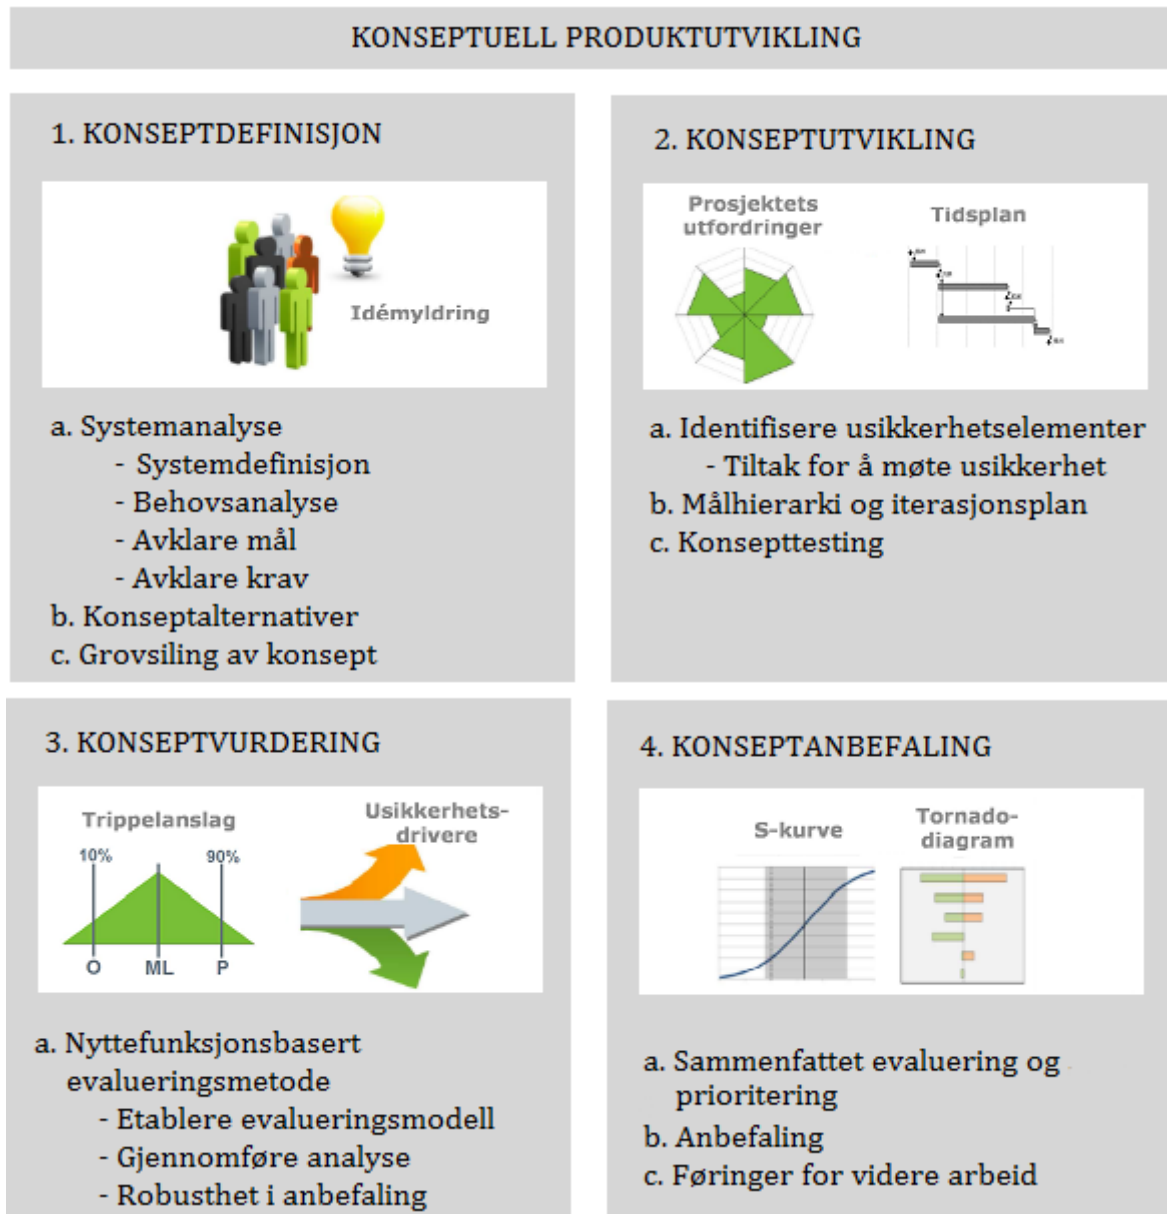 KONSEPTUELL PRODUKTUTVIKLING
1. KONSEPTDEFINISJON
Idémyldring
a. Systemanalyse
- Systemdefinisjon
- Behovsanalyse
- Avklare mål
- Avklare krav
b. Konseptalternativer
c. Grovsiling av konsept
2. KONSEPTUTVIKLING
Prosjektets
utfordringer
Tidsplan
a. Identifisere usikkerhetselementer
- Tiltak for å møte usikkerhet
b. Målhierarki og iterasjonsplan
c. Konsepttesting
3. KONSEPTVURDERING
Trippelanslag
10% 90%
O ML P
Usikkerhets-
drivere
a. Nyttefunksjonsbasert
evalueringsmetode
- Etablere evalueringsmodell
- Gjennomføre analyse
- Robusthet i anbefaling
4. KONSEPTANBEFALING
S-kurve
Tornado-
diagram
a. Sammenfattet evaluering og
prioritering
b. Anbefaling
c. Føringer for videre arbeid